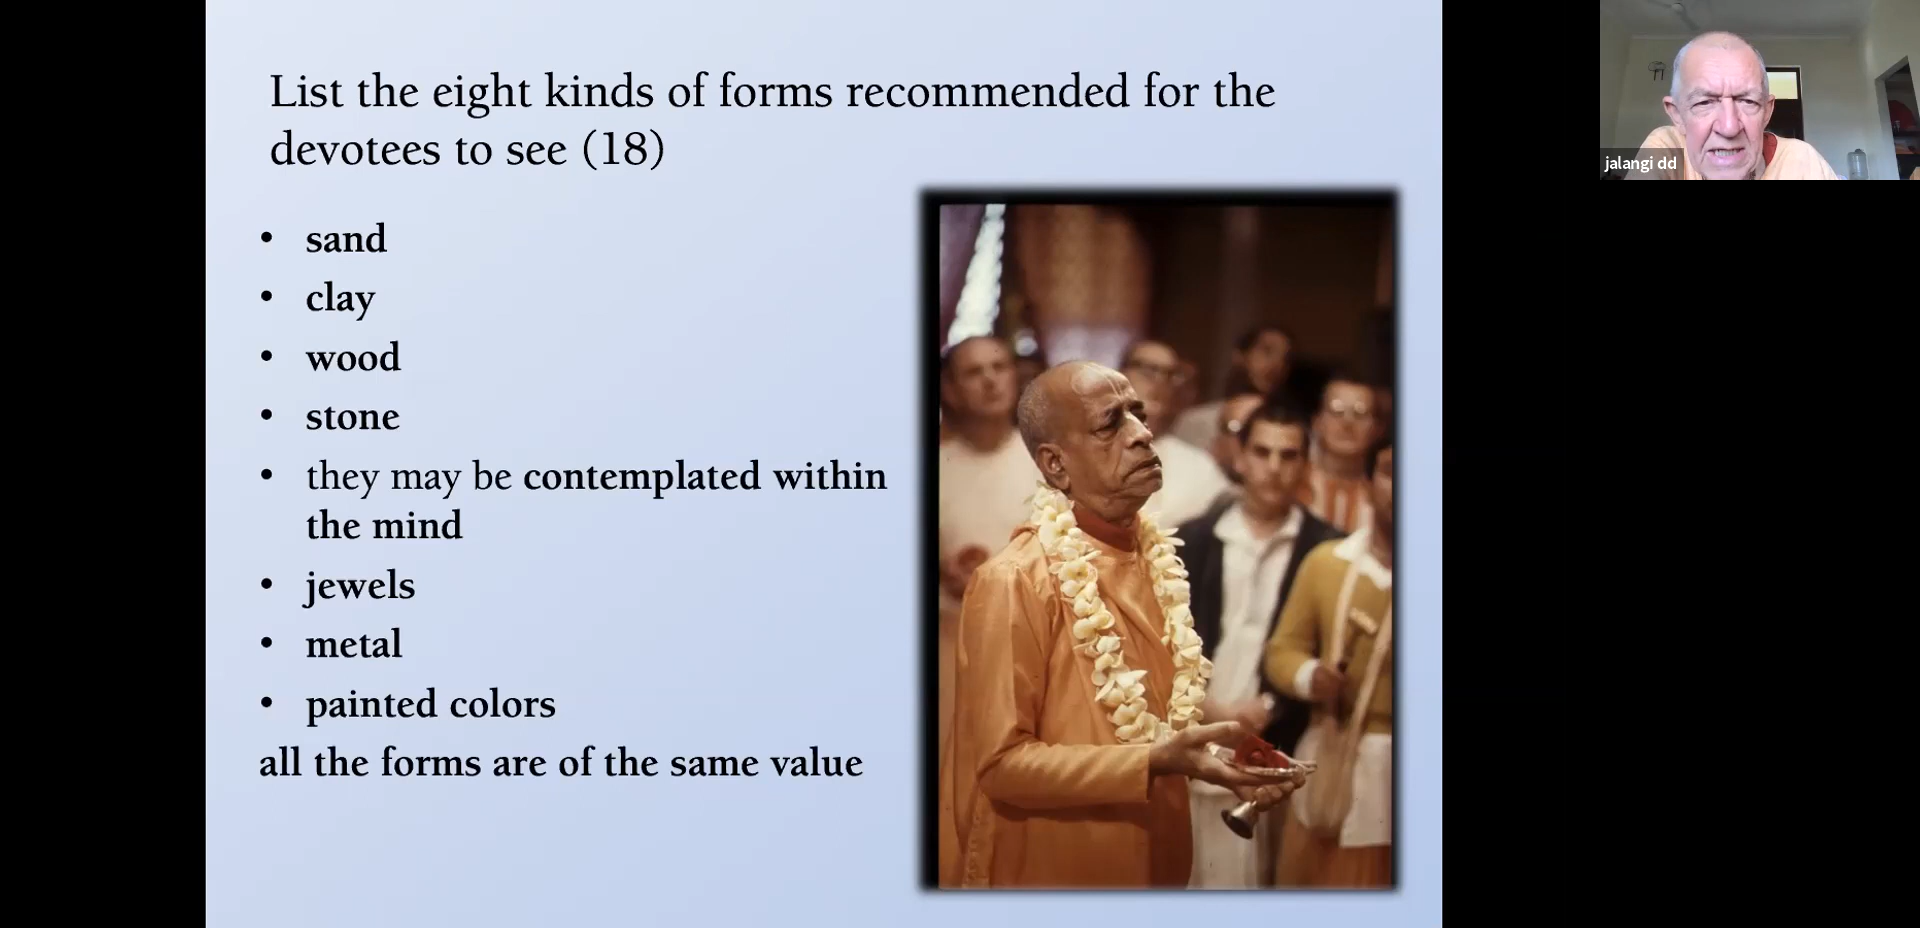 List the eight kinds of forms recommended for the
devotees to see (18)
• sand
• clay
• wood
• stone
• they may be contemplated within
the mind
• jewels
• metal
• painted colors
all the forms are of the same value
jalangi dd